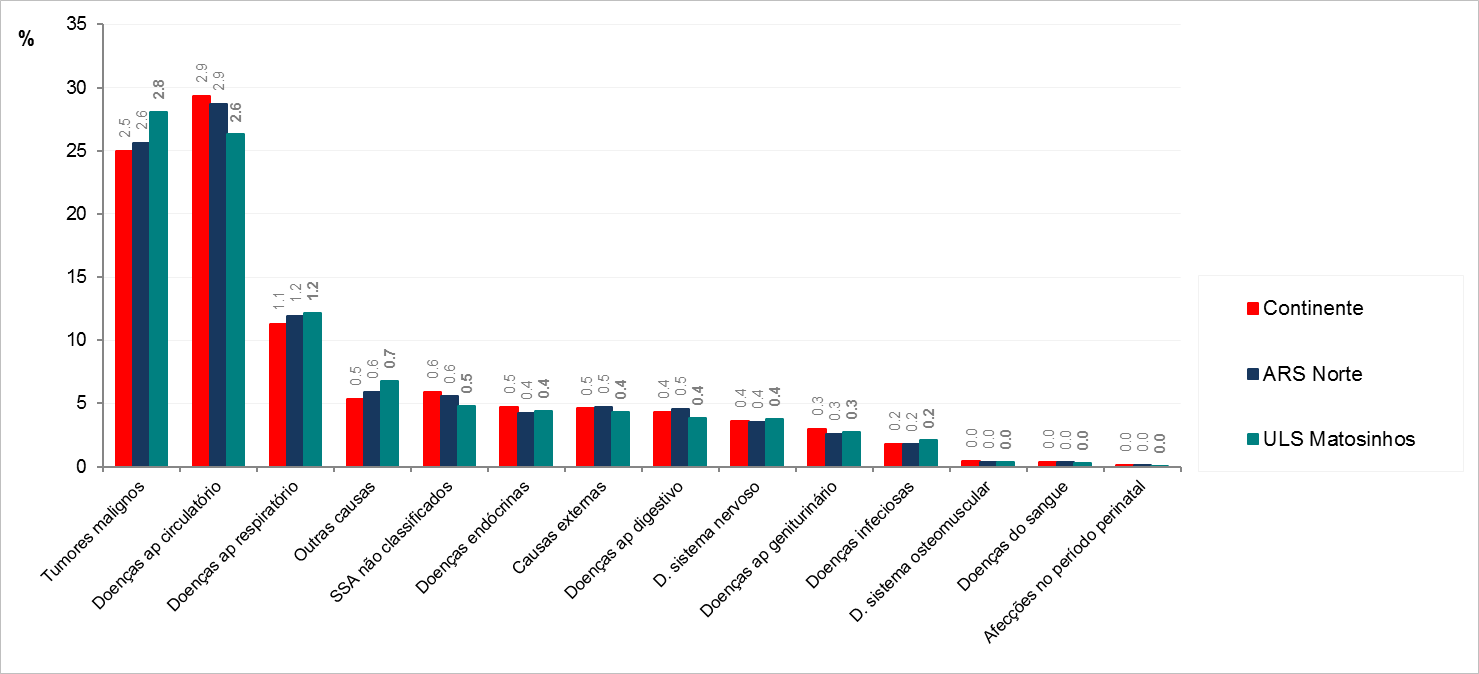 %
35
30
25
20
15
10
5
0
2.5 2.6 2.8
2.9 2.9 2.6
1.1 1.2 1.2
0.5 0.6 0.7
0.6 0.6 0.5
0.5 0.4 0.4
0.5 0.5 0.4
0.4 0.5 0.4
0.4 0.4 0.4
0.3 0.3 0.3
0.2 0.2 0.2
0.0 0.0 0.0
0.0 0.0 0.0
0.0 0.0 0.0
Tumores malignos
Doenças ap circulatório
Doenças ap respiratório
Outras causas
SSA não classificados
Doenças endócrinas
Causas externas
Doenças ap digestivo
D. sistema nervoso
Doenças ap geniturinário
Doenças infeciosas
D. sistema osteomuscular
Doenças do sangue
Afecções no período perinatal
Continente
ARS Norte
ULS Matosinhos